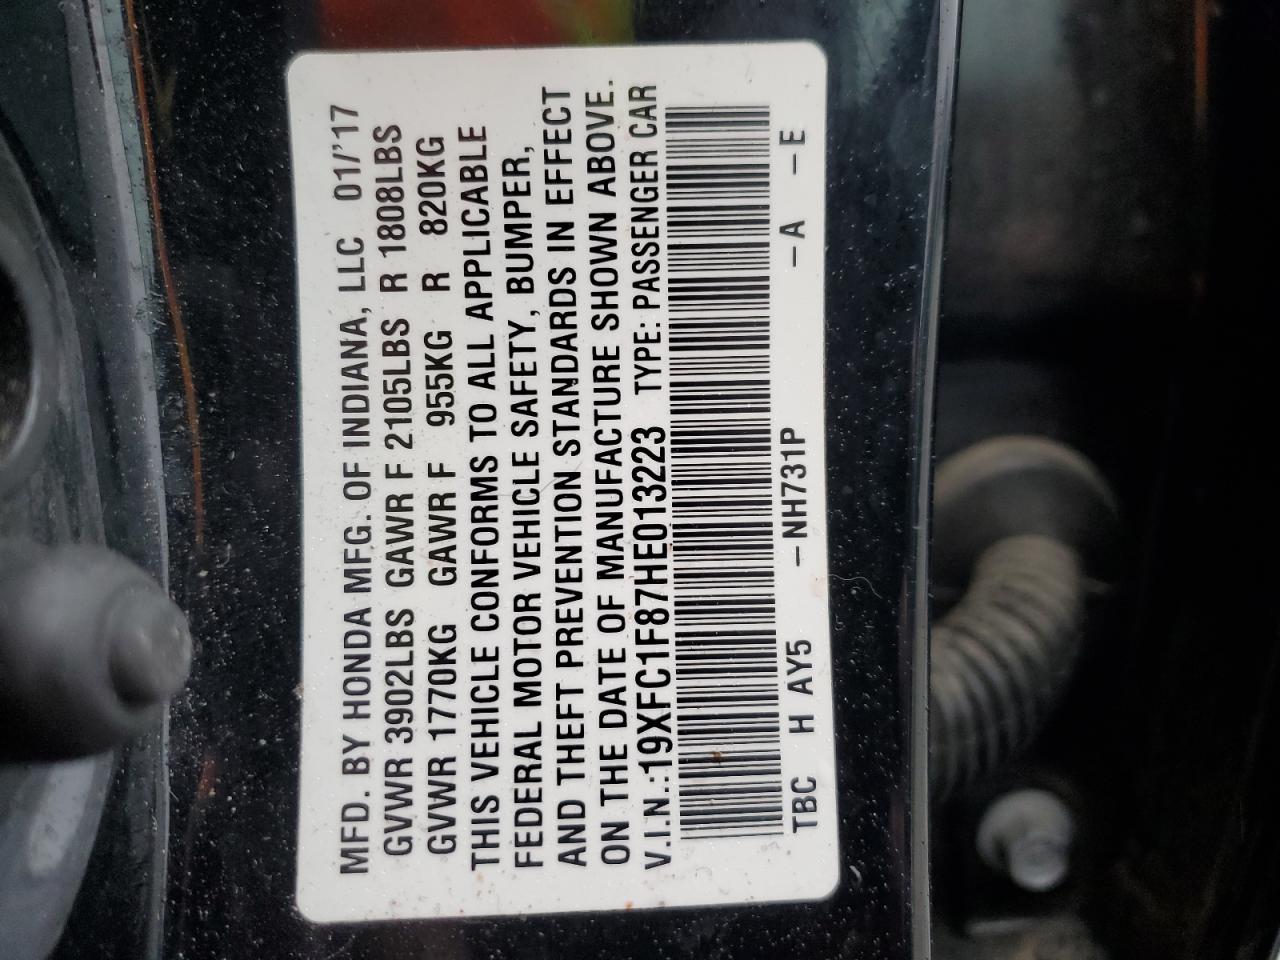 MFD. BY HONDA MFG. OF INDIANA, LLC 01/'17
GVWR 3902LBS GAWR F 2105LBS R 1808LBS
GVWR 1770KG GAWR F 955KG R 820KG
THIS VEHICLE CONFORMS TO ALL APPLICABLE
FEDERAL MOTOR VEHICLE SAFETY, BUMPER,
AND THEFT PREVENTION STANDARDS IN EFFECT
ON THE DATE OF MANUFACTURE SHOWN ABOVE.
V.I.N.:19XFC1F87HE013223 TYPE: PASSENGER CAR
TBC H AY5 –NH731P –A –E